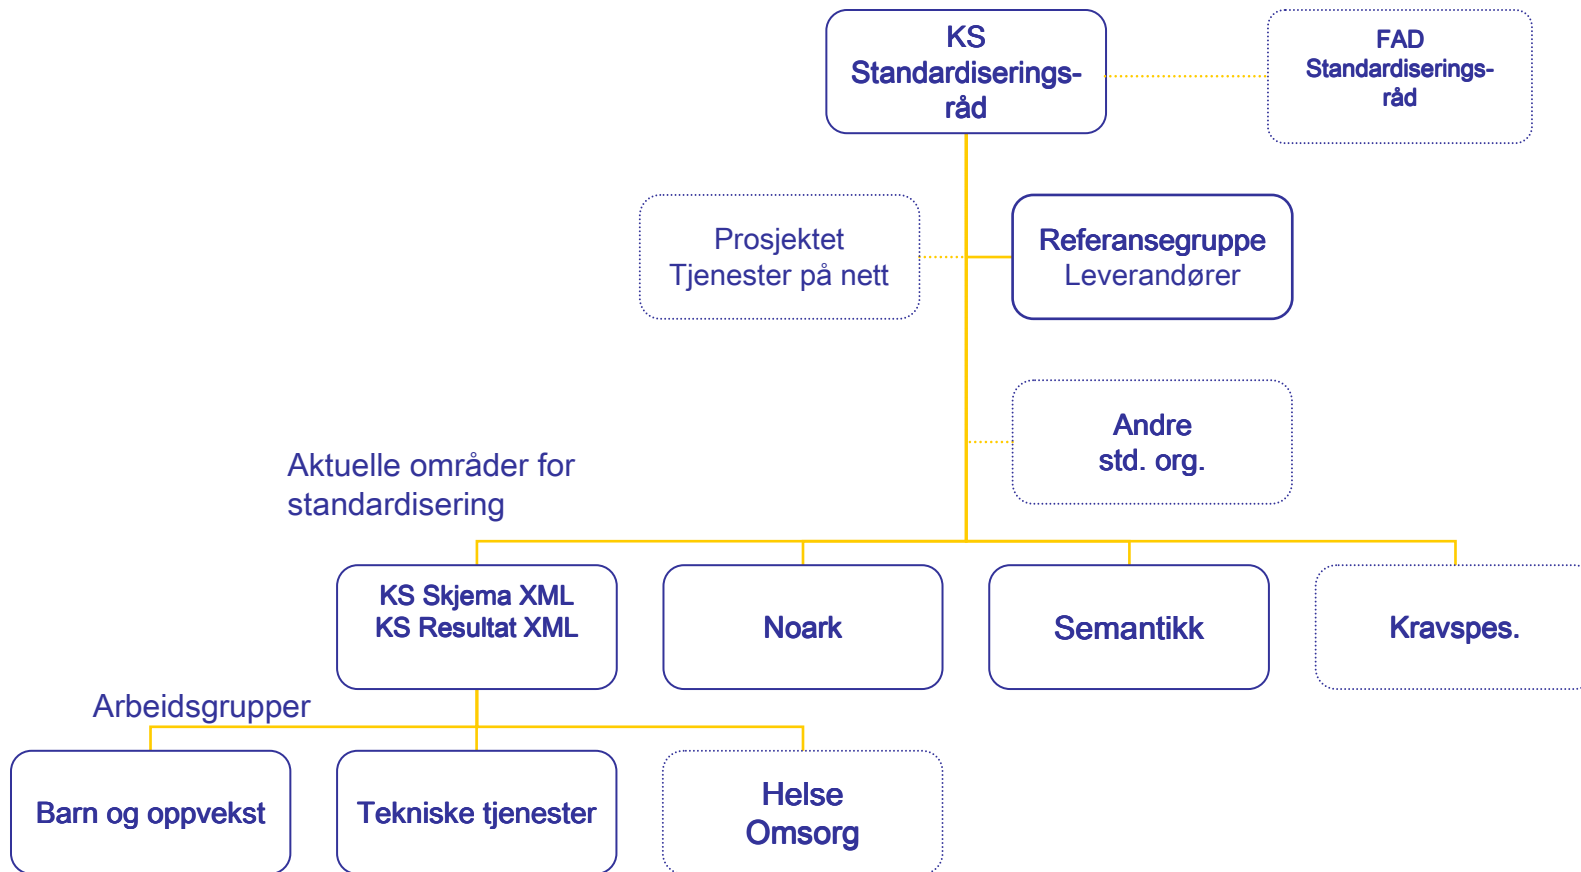 KS
Standardiserings-
råd
FAD
Standardiserings-
råd
Prosjektet
Tjenester på nett
Referansegruppe
Leverandører
Andre
std. org.
Aktuelle områder for
standardisering
KS Skjema XML
KS Resultat XML
Noark
Semantikk
Kravspes.
Arbeidsgrupper
Barn og oppvekst
Tekniske tjenester
Helse
Omsorg